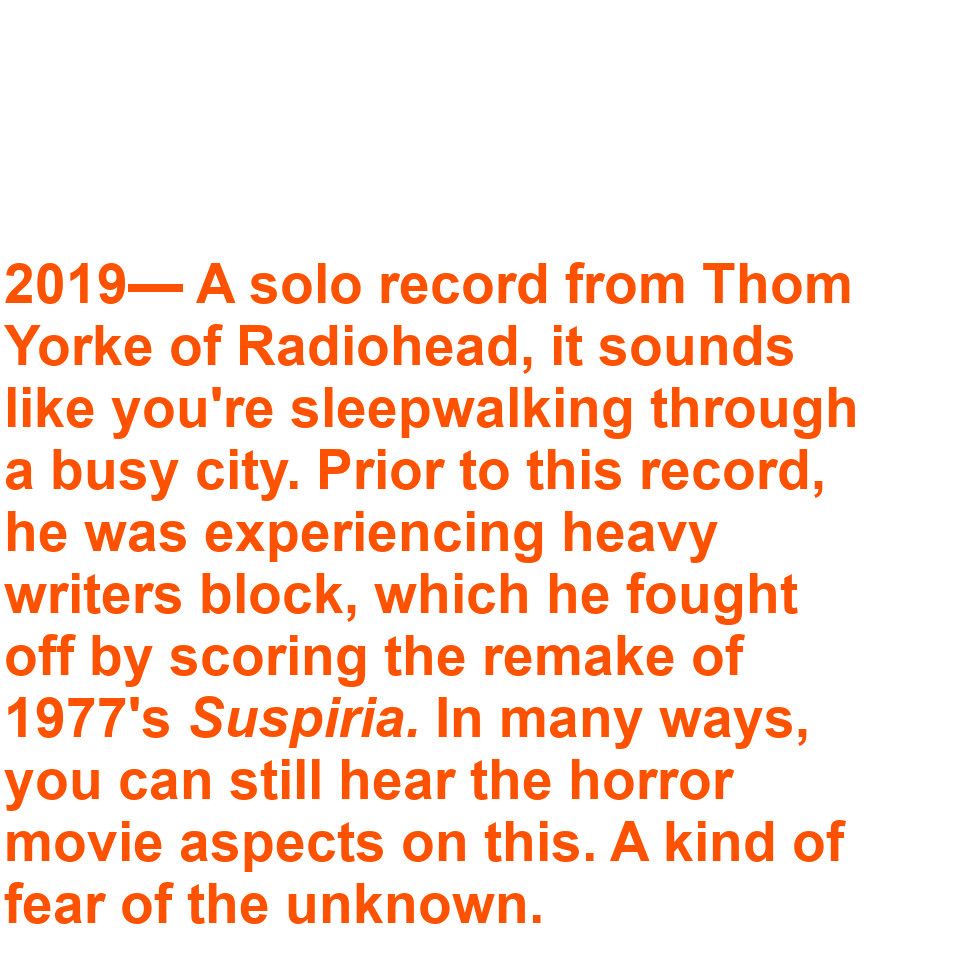 2019— A solo record from Thom
Yorke of Radiohead, it sounds
like you're sleepwalking through
a busy city. Prior to this record,
he was experiencing heavy
writers block, which he fought
off by scoring the remake of
1977's Suspiria. In many ways,
you can still hear the horror
movie aspects on this. A kind of
fear of the unknown.